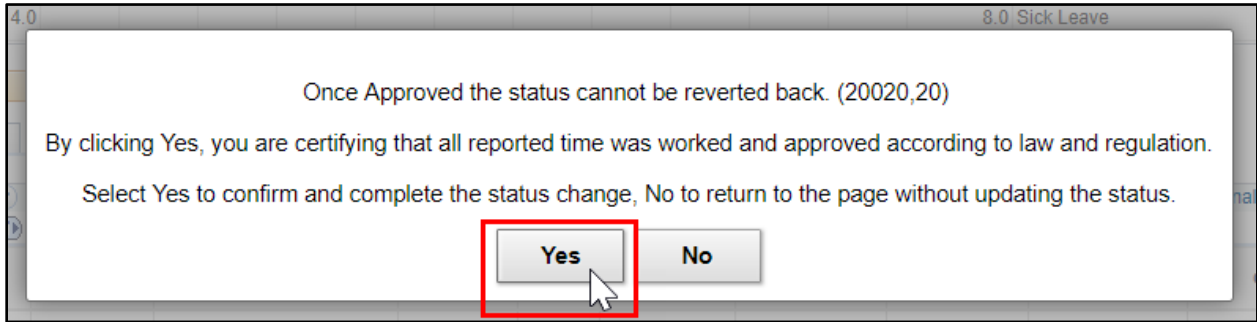 4.0 8.0 Sick Leave
Once Approved the status cannot be reverted back. (20020,20)
By clicking Yes, you are certifying that all reported time was worked and approved according to law and regulation.
Select Yes to confirm and complete the status change, No to return to the page without updating the status.
Yes No